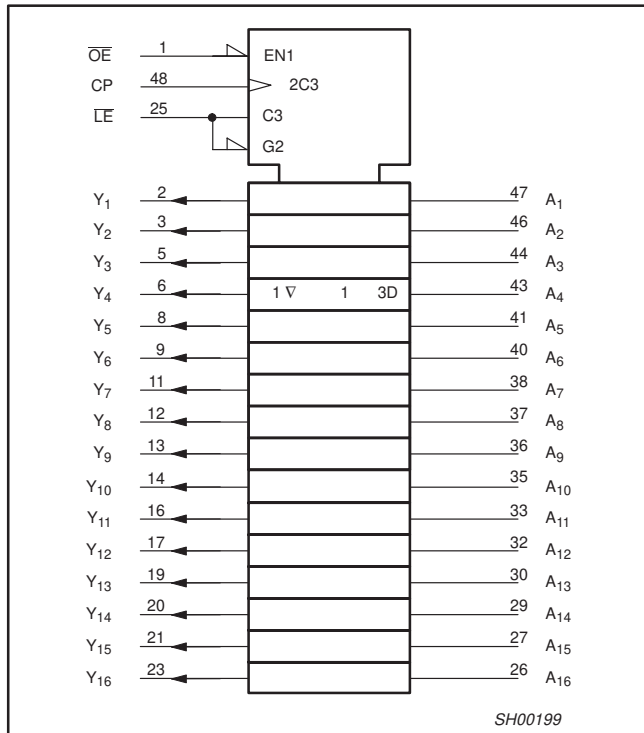 O̅E̅ 1 EN1
CP 48 2C3
L̅E̅ 25 C3
G2
Y1 2 47 A1
Y2 3 46 A2
Y3 5 44 A3
Y4 6 1 ∇ 1 3D 43 A4
Y5 8 41 A5
Y6 9 40 A6
Y7 11 38 A7
Y8 12 37 A8
Y9 13 36 A9
Y10 14 35 A10
Y11 16 33 A11
Y12 17 32 A12
Y13 19 30 A13
Y14 20 29 A14
Y15 21 27 A15
Y16 23 26 A16
SH00199